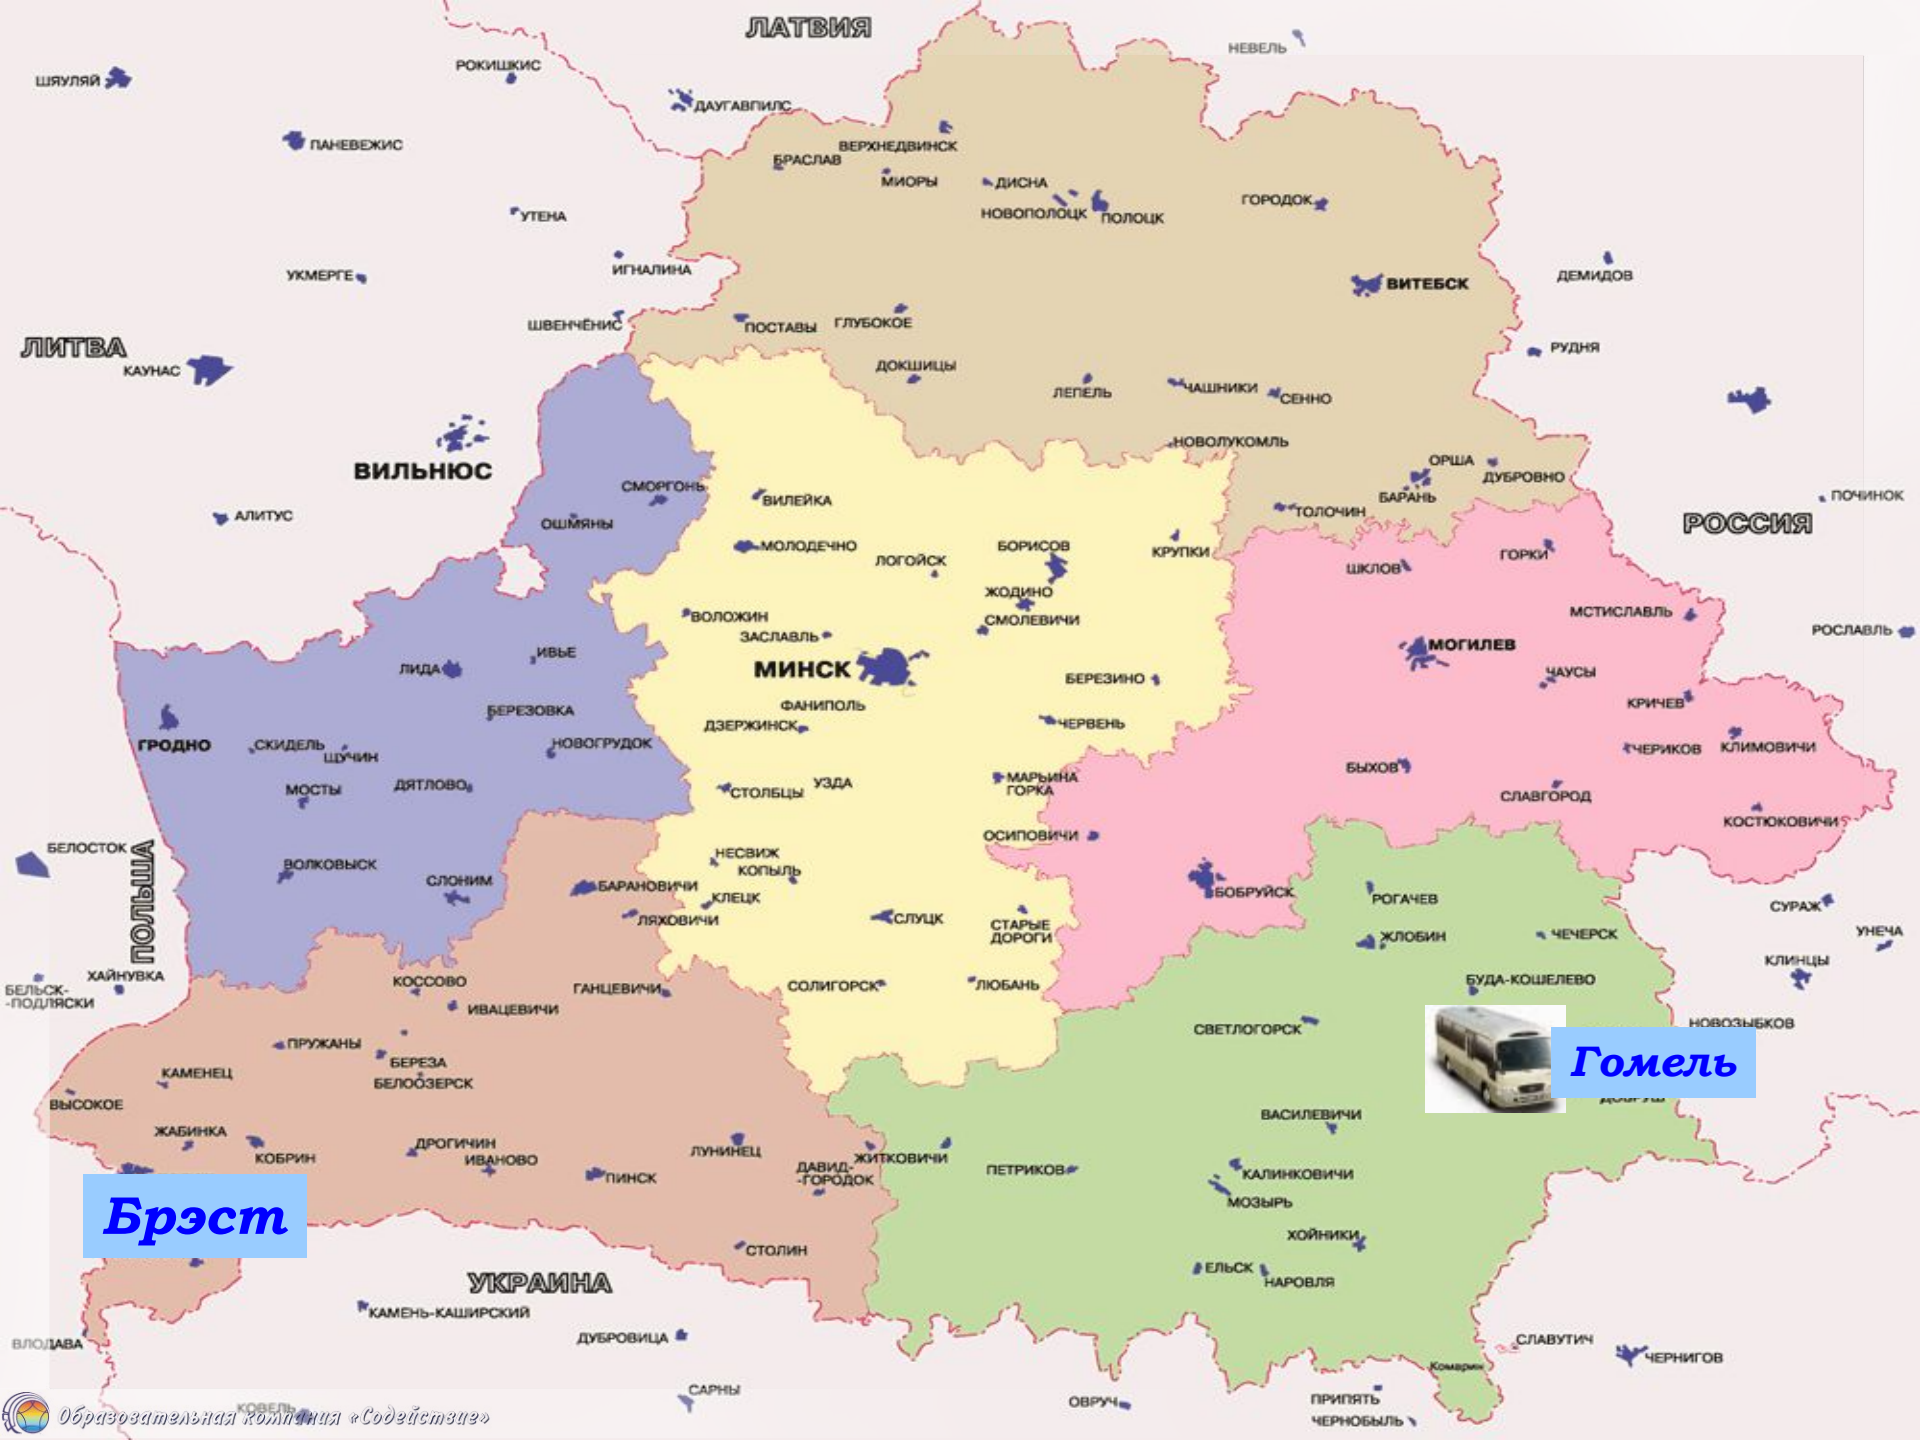 ЛАТВИЯ
НЕВЕЛЬ
РОКИШКИС
ШЯУЛЯЙ
ДАУГАВПИЛС
ПАНЕВЕЖИС
ВЕРХНЕДВИНСК
БРАСЛАВ
МИОРЫ
ДИСНА
НОВОПОЛОЦК
ПОЛОЦК
ГОРОДОК
УТЕНА
ИГНАЛИНА
УКМЕРГЕ
ДЕМИДОВ
ВИТЕБСК
ШВЕНЧЁНИС
ПОСТАВЫ
ГЛУБОКОЕ
ЛИТВА
КАУНАС
РУДНЯ
ДОКШИЦЫ
ЛЕПЕЛЬ
ЧАШНИКИ
СЕННО
НОВОЛУКОМЛЬ
ВИЛЬНЮС
ОРША
ДУБРОВНО
БАРАНЬ
СМОРГОНЬ
ВИЛЕЙКА
ТОЛОЧИН
ПОЧИНОК
АЛИТУС
ОШМЯНЫ
РОССИЯ
МОЛОДЕЧНО
ЛОГОЙСК
БОРИСОВ
КРУПКИ
ШКЛОВ
ГОРКИ
ЖОДИНО
СМОЛЕВИЧИ
ВОЛОЖИН
ЗАСЛАВЛЬ
МСТИСЛАВЛЬ
РОСЛАВЛЬ
МОГИЛЕВ
ИВЬЕ
ЛИДА
МИНСК
БЕРЕЗИНО
ЧАУСЫ
КРИЧЕВ
БЕРЕЗОВКА
ФАНИПОЛЬ
ДЗЕРЖИНСК
ЧЕРВЕНЬ
ГРОДНО
СКИДЕЛЬ
ЩУЧИН
НОВОГРУДОК
ЧЕРИКОВ
КЛИМОВИЧИ
БЫХОВ
МОСТЫ
ДЯТЛОВО
СТОЛБЦЫ
УЗДА
МАРЬИНА
ГОРКА
СЛАВГОРОД
КОСТЮКОВИЧИ
ОСИПОВИЧИ
БЕЛОСТОК
ПОЛЬША
ВОЛКОВЫСК
СЛОНИМ
НЕСВИЖ
КОПЫЛЬ
БАРАНОВИЧИ
КЛЕЦК
ЛЯХОВИЧИ
СЛУЦК
СТАРЫЕ
ДОРОГИ
БОБРУЙСК
РОГАЧЕВ
СУРАЖ
УНЕЧА
ЖЛОБИН
ЧЕЧЕРСК
КЛИНЦЫ
ХАЙНУВКА
БЕЛЬСК-
-ПОДЛЯСКИ
КОССОВО
ИВАЦЕВИЧИ
ГАНЦЕВИЧИ
СОЛИГОРСК
ЛЮБАНЬ
БУДА-КОШЕЛЕВО
СВЕТЛОГОРСК
НОВОЗЫБКОВ
ПРУЖАНЫ
БЕРЕЗА
БЕЛООЗЕРСК
КАМЕНЕЦ
ВЫСОКОЕ
Гомель
ДОБРУШ
ВАСИЛЕВИЧИ
ЖАБИНКА
КОБРИН
ДРОГИЧИН
ИВАНОВО
ПИНСК
ЛУНИНЕЦ
ДАВИД-
-ГОРОДОК
ЖИТКОВИЧИ
ПЕТРИКОВ
КАЛИНКОВИЧИ
МОЗЫРЬ
Брэст
ХОЙНИКИ
СТОЛИН
ЕЛЬСК
НАРОВЛЯ
УКРАИНА
КАМЕНЬ-КАШИРСКИЙ
ДУБРОВИЦА
ВЛОДАВА
СЛАВУТИЧ
ЧЕРНИГОВ
Комарин
САРНЫ
ОВРУЧ
ПРИПЯТЬ
ЧЕРНОБЫЛЬ
КОВЕЛЬ
Образовательная компания «Содействие»